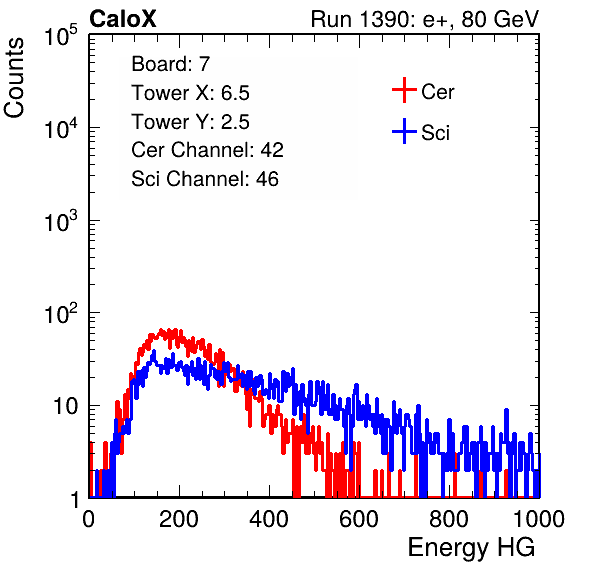 CaloX Run 1390: e+, 80 GeV
Counts
Board: 7
Tower X: 6.5
Tower Y: 2.5
Cer Channel: 42
Sci Channel: 46
Cer
Sci
10^5
10^4
10^3
10^2
10
1
0 200 400 600 800 1000
Energy HG